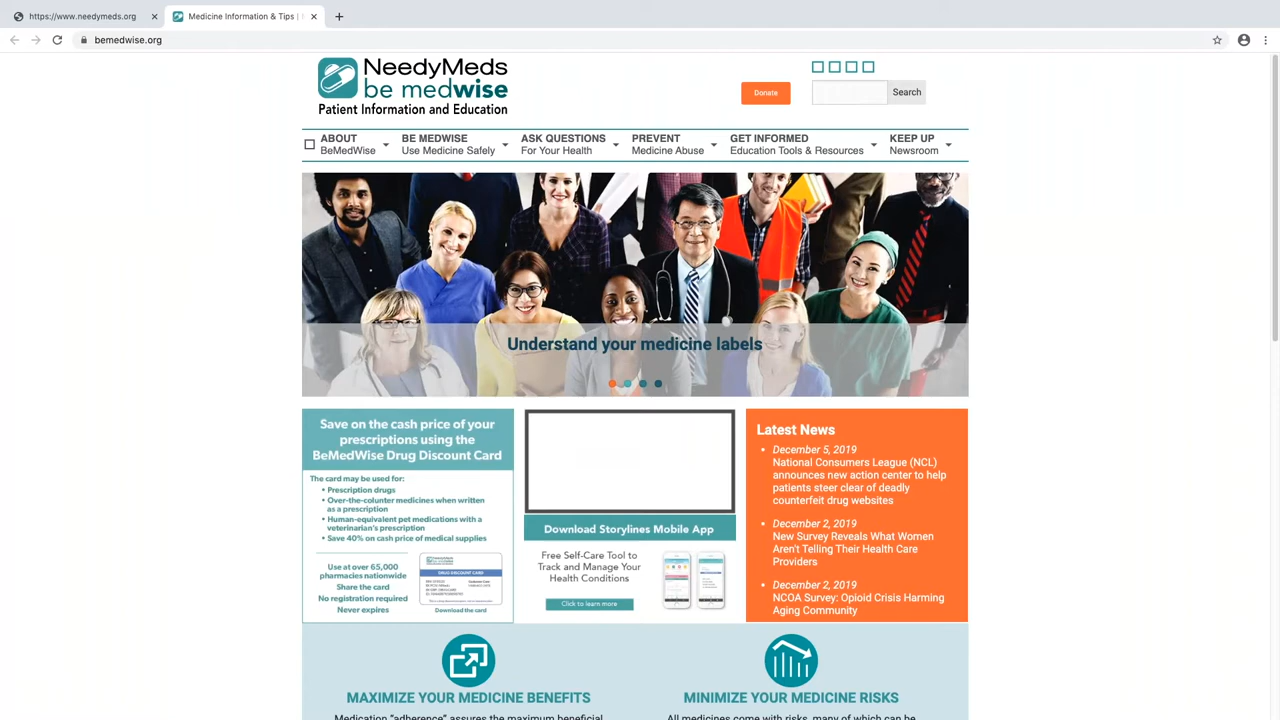 https://www.needymeds.org
Medicine Information & Tips |
bemedwise.org
NeedyMeds
be medwise
Patient Information and Education
Donate
Search
ABOUT
BeMedWise
BE MEDWISE
Use Medicine Safely
ASK QUESTIONS
For Your Health
PREVENT
Medicine Abuse
GET INFORMED
Education Tools & Resources
KEEP UP
Newsroom
Understand your medicine labels
Save on the cash price of your
prescriptions using the
BeMedWise Drug Discount Card
The card may be used for:
• Prescription drugs
• Over-the-colunter medicines when written
as a prescription
• Human-equivalent pet medications with a
veterinarian's prescription
• Save 40% on cash price of medical supplies
Use at over 65,000
pharmacies nationwide
Share the card
No registration required
Never expires
DRUG DISCOUNT CARD
Download the card
Download Storylines Mobile App
Free Self-Care Tool to
Track and Manage Your
Health Conditions
Click to learn more
Latest News
• December 5, 2019
National Consumers League (NCL)
announces new action center to help
patients steer clear of deadly
counterfeit drug websites
• December 2, 2019
New Survey Reveals What Women
Aren't Telling Their Health Care
Providers
• December 2, 2019
NCOA Survey: Opioid Crisis Harming
Aging Community
MAXIMIZE YOUR MEDICINE BENEFITS
Medication "adherence" assures the maximum beneficial
MINIMIZE YOUR MEDICINE RISKS
All medicines come with risks, many of which can be